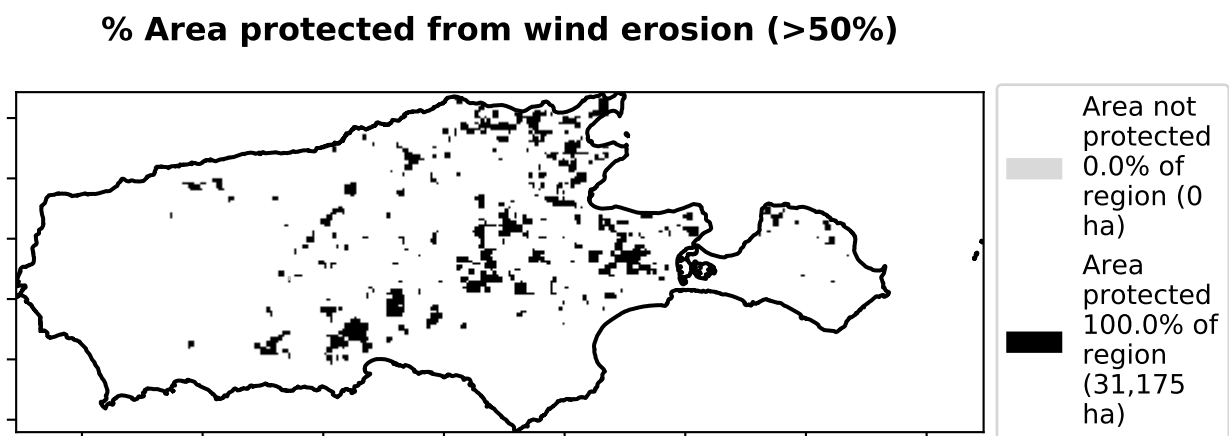 % Area protected from wind erosion (>50%)
Area not
protected
0.0% of
region (0
ha)
Area
protected
100.0% of
region
(31,175
ha)